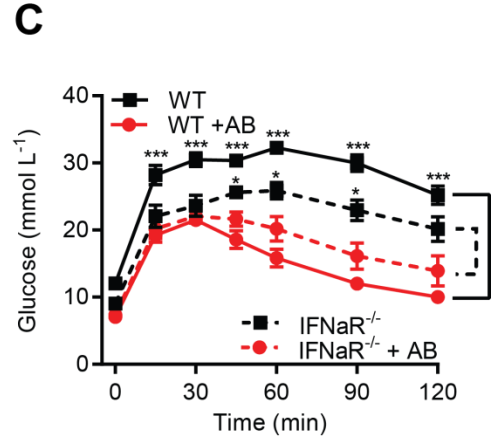 C
WT
WT +AB
Glucose (mmol L⁻¹)
40
30
20
10
0
*** *** *** *** *** ***
* * *
IFNaR⁻/⁻
IFNaR⁻/⁻ + AB
0 30 60 90 120
Time (min)